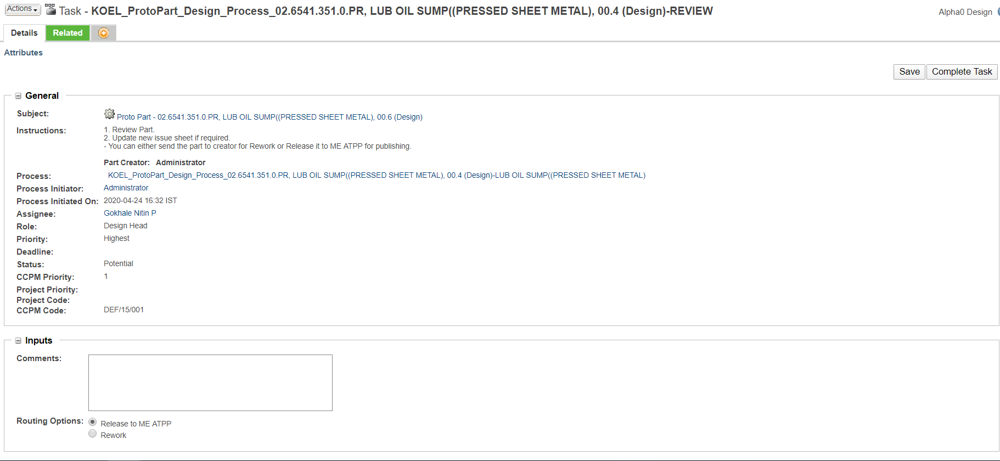 Actions
Task - KOEL_ProtoPart_Design_Process_02.6541.351.0.PR, LUB OIL SUMP((PRESSED SHEET METAL), 00.4 (Design)-REVIEW
Alpha0 Design
Details Related
Attributes
Save Complete Task
General
Subject: Proto Part - 02.6541.351.0.PR, LUB OIL SUMP((PRESSED SHEET METAL), 00.6 (Design)
Instructions: 1. Review Part.
2. Update new issue sheet if required.
- You can either send the part to creator for Rework or Release it to ME ATPP for publishing.
Part Creator: Administrator
Process: KOEL_ProtoPart_Design_Process_02.6541.351.0.PR, LUB OIL SUMP((PRESSED SHEET METAL), 00.4 (Design)-LUB OIL SUMP((PRESSED SHEET METAL)
Process Initiator: Administrator
Process Initiated On: 2020-04-24 16:32 IST
Assignee: Gokhale Nitin P
Role: Design Head
Priority: Highest
Deadline:
Status: Potential
CCPM Priority: 1
Project Priority:
Project Code:
CCPM Code: DEF/15/001
Inputs
Comments:
Routing Options: Release to ME ATPP
Rework